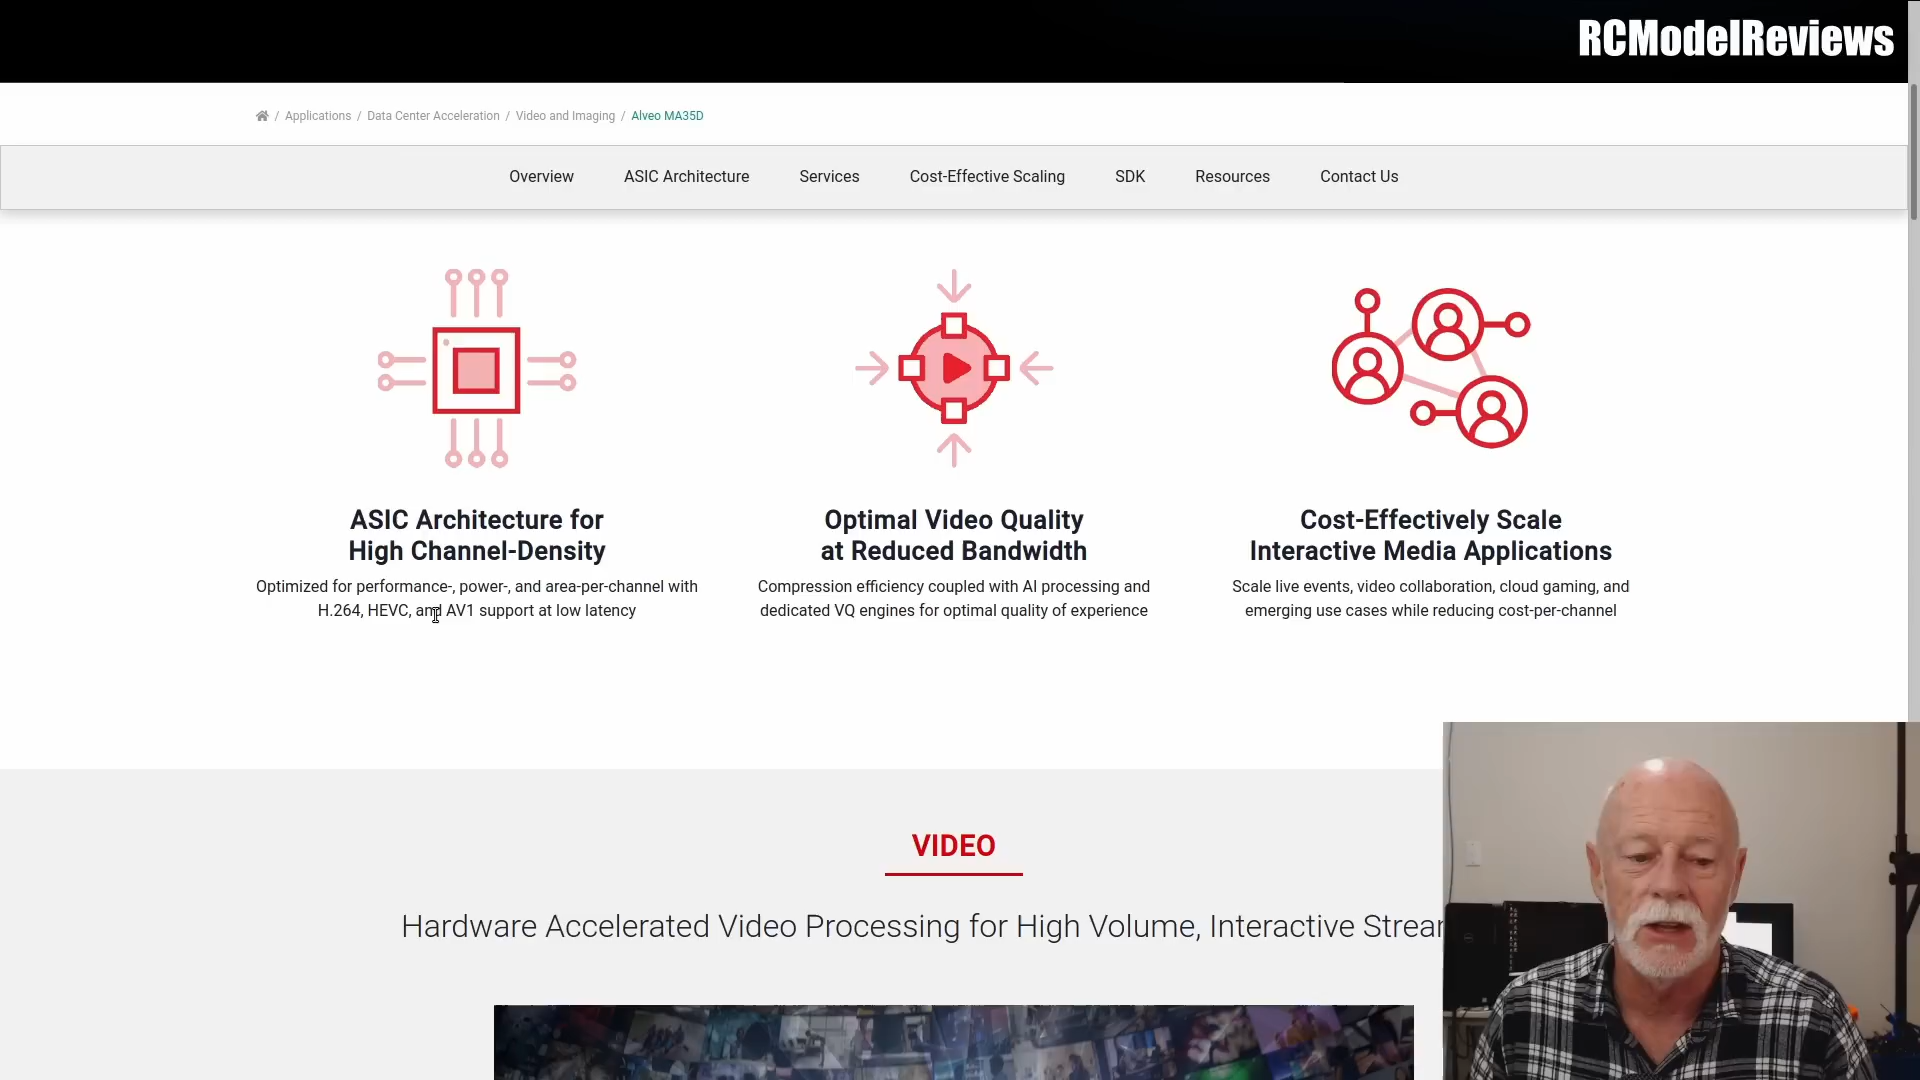 RCModelReviews
/ Applications / Data Center Acceleration / Video and Imaging / Alveo MA35D
Overview ASIC Architecture Services Cost-Effective Scaling SDK Resources Contact Us
ASIC Architecture for
High Channel-Density
Optimized for performance-, power-, and area-per-channel with
H.264, HEVC, and AV1 support at low latency
Optimal Video Quality
at Reduced Bandwidth
Compression efficiency coupled with AI processing and
dedicated VQ engines for optimal quality of experience
Cost-Effectively Scale
Interactive Media Applications
Scale live events, video collaboration, cloud gaming, and
emerging use cases while reducing cost-per-channel
VIDEO
Hardware Accelerated Video Processing for High Volume, Interactive Strea